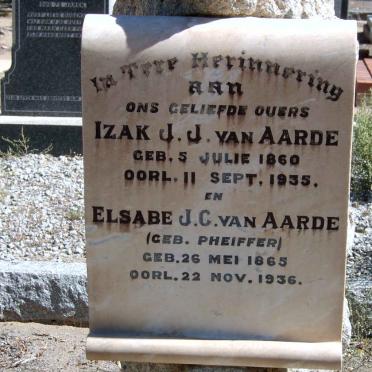 In Tere Herinnering
AAN
ONS GELIEFDE OUERS
IZAK J. J. VAN AARDE
GEB. 5 JULIE 1860
OORL. 11 SEPT. 1935.
EN
ELSABE J. C. VAN AARDE
(GEB. PHEIFFER)
GEB. 26 MEI 1865
OORL. 22 NOV. 1936.